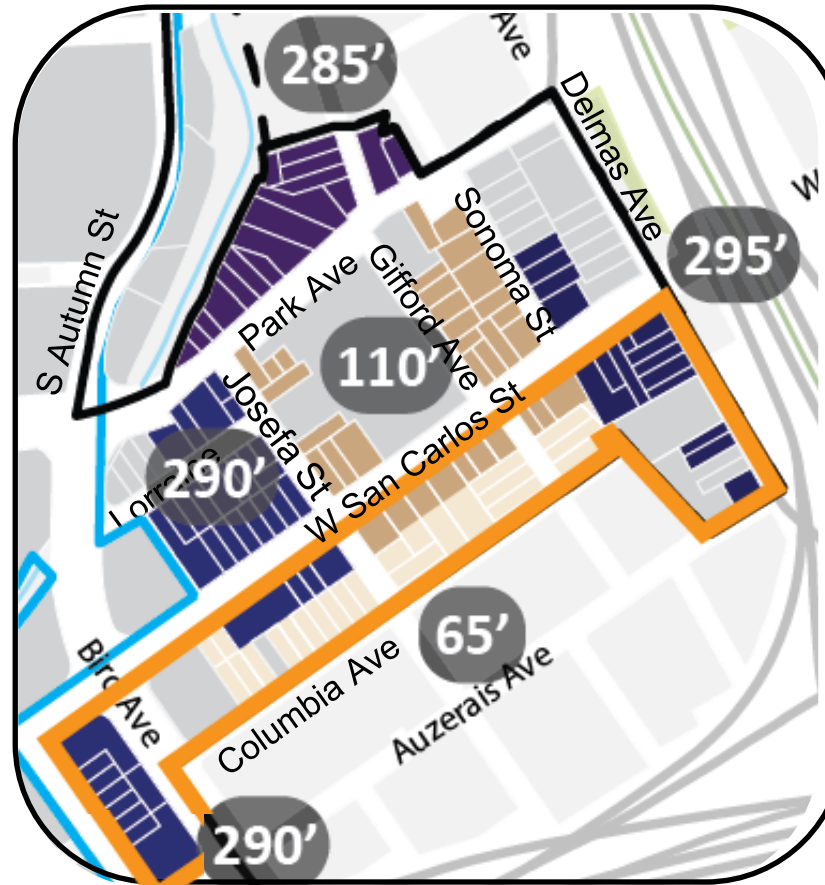 Ave
285’
Delmas Ave
W
S Autumn St
Sonoma St
295’
Park Ave
Gifford Ave
110’
Josefa St
290’
W San Carlos St
65’
Bird Ave
Columbia Ave
Auzerais Ave
290’